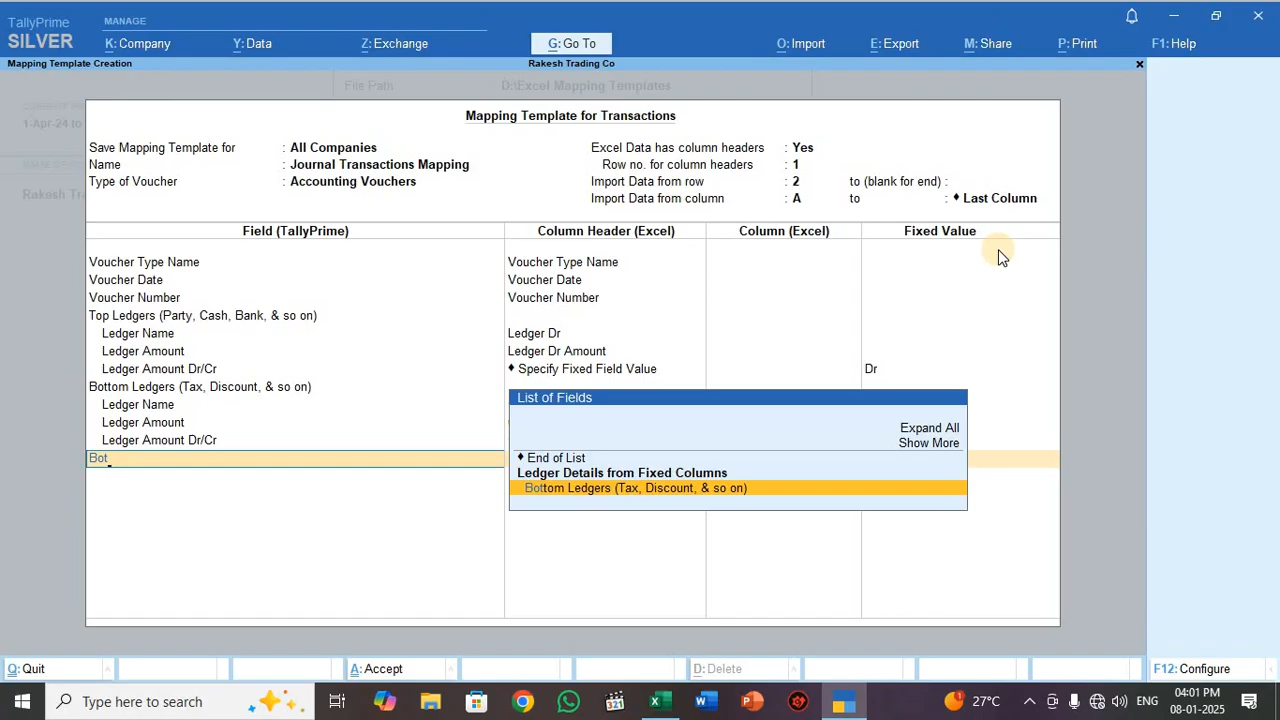 TallyPrime
SILVER
MANAGE
K: Company
Y: Data
Z: Exchange
G: Go To
O: Import
E: Export
M: Share
P: Print
F1: Help
Mapping Template Creation
Rakesh Trading Co
File Path
D:\Excel Mapping Templates
1-Apr-24 to
Rakesh Tra
Mapping Template for Transactions
Save Mapping Template for : All Companies
Excel Data has column headers : Yes
Name : Journal Transactions Mapping
Row no. for column headers : 1
Type of Voucher : Accounting Vouchers
Import Data from row : 2 to (blank for end) :
Import Data from column : A to : ♦ Last Column
Field (TallyPrime) Column Header (Excel) Column (Excel) Fixed Value
Voucher Type Name Voucher Type Name
Voucher Date Voucher Date
Voucher Number Voucher Number
Top Ledgers (Party, Cash, Bank, & so on)
Ledger Name Ledger Dr
Ledger Amount Ledger Dr Amount
Ledger Amount Dr/Cr ♦ Specify Fixed Field Value Dr
Bottom Ledgers (Tax, Discount, & so on)
Ledger Name
Ledger Amount
Ledger Amount Dr/Cr
Bot
List of Fields
Expand All
Show More
♦ End of List
Ledger Details from Fixed Columns
Bottom Ledgers (Tax, Discount, & so on)
Q: Quit
A: Accept
D: Delete
F12: Configure
Type here to search
27°C
ENG
04:01 PM
08-01-2025